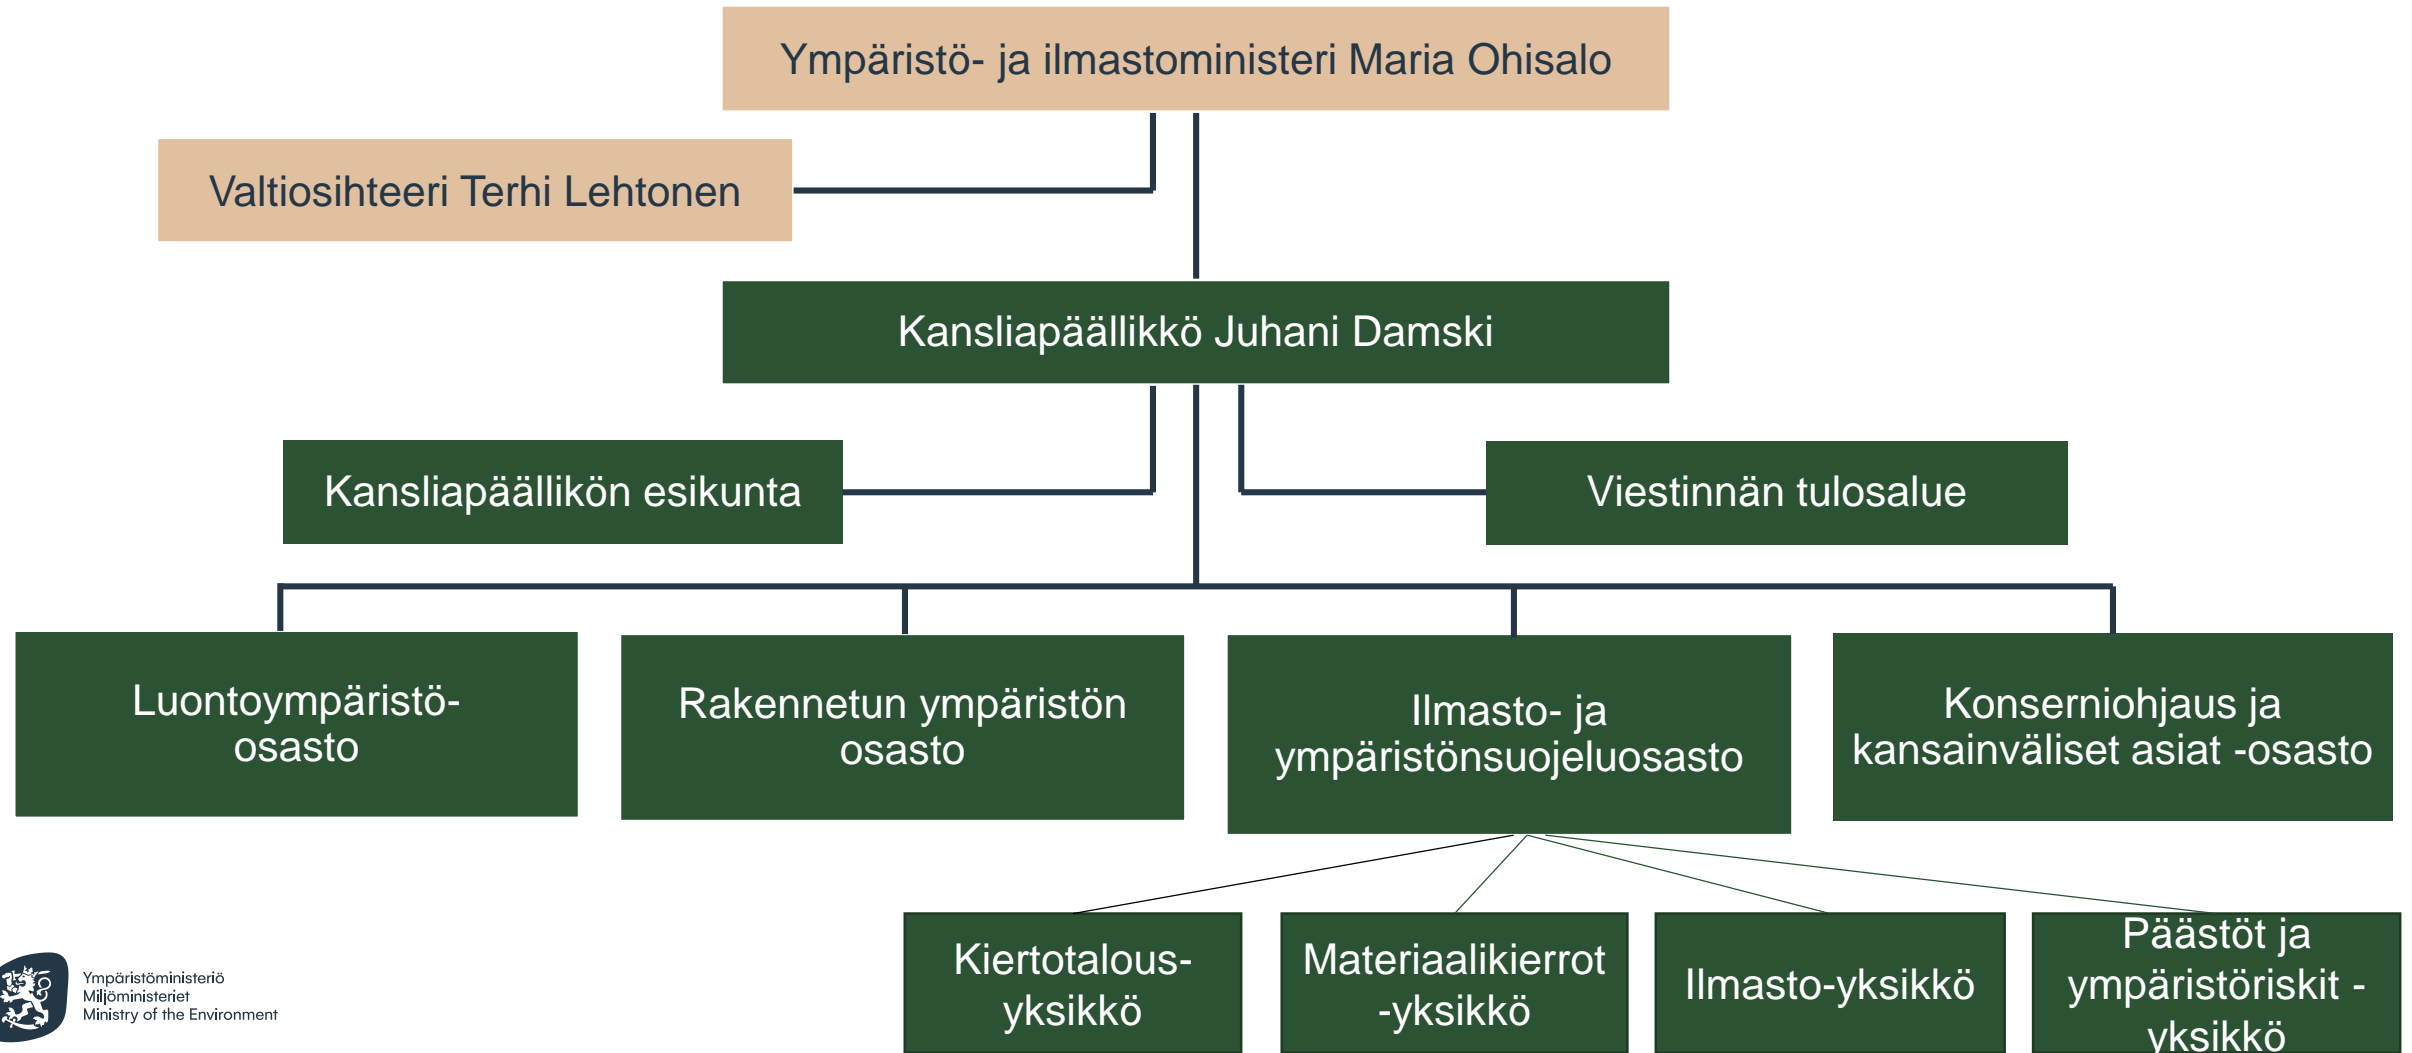 Ympäristö- ja ilmastoministeri Maria Ohisalo
Valtiosihteeri Terhi Lehtonen
Kansliapäällikkö Juhani Damski
Kansliapäällikön esikunta
Viestinnän tulosalue
Luontoympäristö-
osasto
Rakennetun ympäristön
osasto
Ilmasto- ja
ympäristönsuojeluosasto
Konserniohjaus ja
kansainväliset asiat -osasto
Kiertotalous-
yksikkö
Materiaalikierrot
-yksikkö
Ilmasto-yksikkö
Päästöt ja
ympäristöriskit -
yksikkö
Ympäristöministeriö
Miljöministeriet
Ministry of the Environment